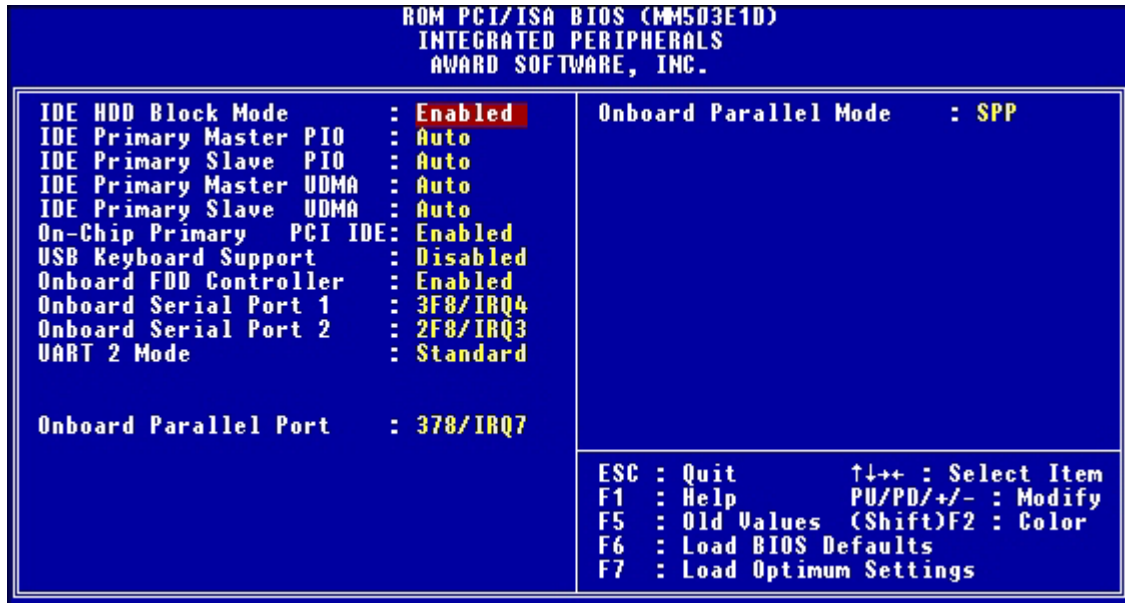 ROM PCI/ISA BIOS (MM503E1D)
INTEGRATED PERIPHERALS
AWARD SOFTWARE, INC.
IDE HDD Block Mode : Enabled
IDE Primary Master PIO : Auto
IDE Primary Slave PIO : Auto
IDE Primary Master UDMA : Auto
IDE Primary Slave UDMA : Auto
On-Chip Primary PCI IDE: Enabled
USB Keyboard Support : Disabled
Onboard FDD Controller : Enabled
Onboard Serial Port 1 : 3F8/IRQ4
Onboard Serial Port 2 : 2F8/IRQ3
UART 2 Mode : Standard
Onboard Parallel Port : 378/IRQ7
Onboard Parallel Mode : SPP
ESC : Quit ↑↓→← : Select Item
F1 : Help PU/PD/+/- : Modify
F5 : Old Values (Shift)F2 : Color
F6 : Load BIOS Defaults
F7 : Load Optimum Settings